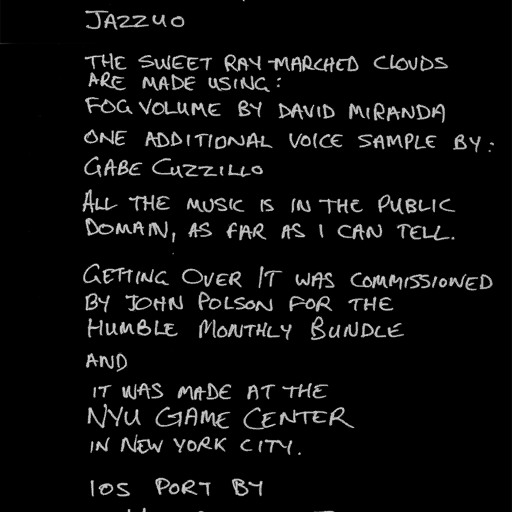 JAZZUO
THE SWEET RAY-MARCHED CLOUDS
ARE MADE USING:
FOG VOLUME BY DAVID MIRANDA
ONE ADDITIONAL VOICE SAMPLE BY:
GABE CUZZILLO
ALL THE MUSIC IS IN THE PUBLIC
DOMAIN, AS FAR AS I CAN TELL.
GETTING OVER IT WAS COMMISSIONED
BY JOHN POLSON FOR THE
HUMBLE MONTHLY BUNDLE
AND
IT WAS MADE AT THE
NYU GAME CENTER
IN NEW YORK CITY.
IOS PORT BY